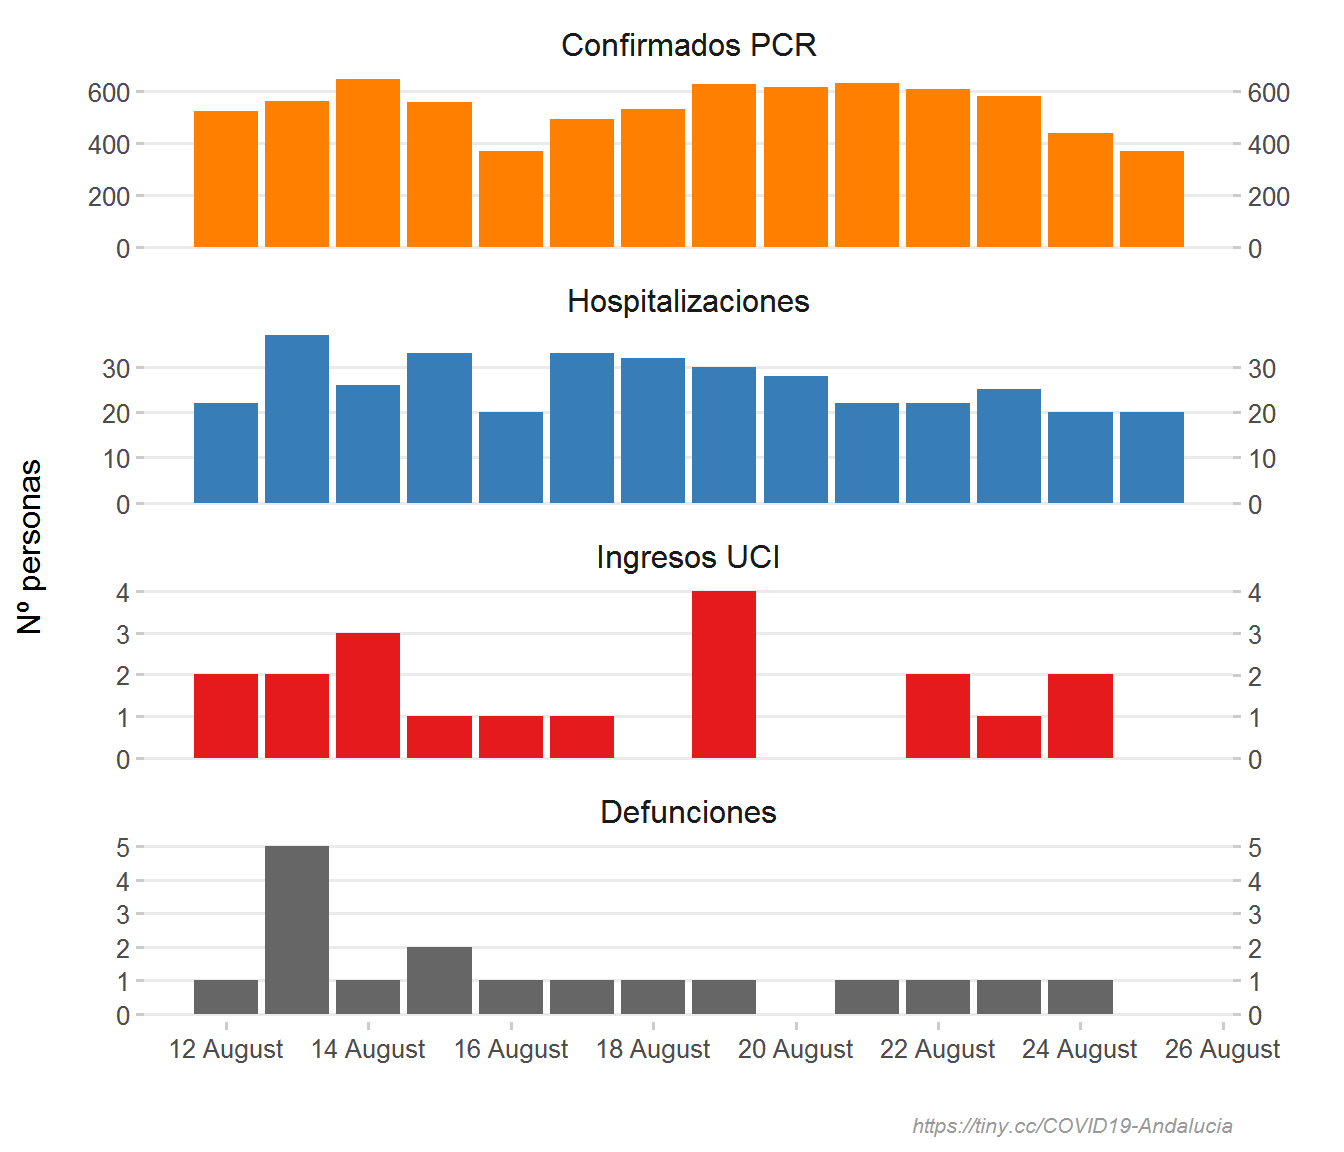 Confirmados PCR
600 600
400 400
200 200
0 0
Hospitalizaciones
30 30
20 20
10 10
0 0
Nº personas
Ingresos UCI
4 4
3 3
2 2
1 1
0 0
Defunciones
5 5
4 4
3 3
2 2
1 1
0 0
12 August 14 August 16 August 18 August 20 August 22 August 24 August 26 August
https://tiny.cc/COVID19-Andalucia